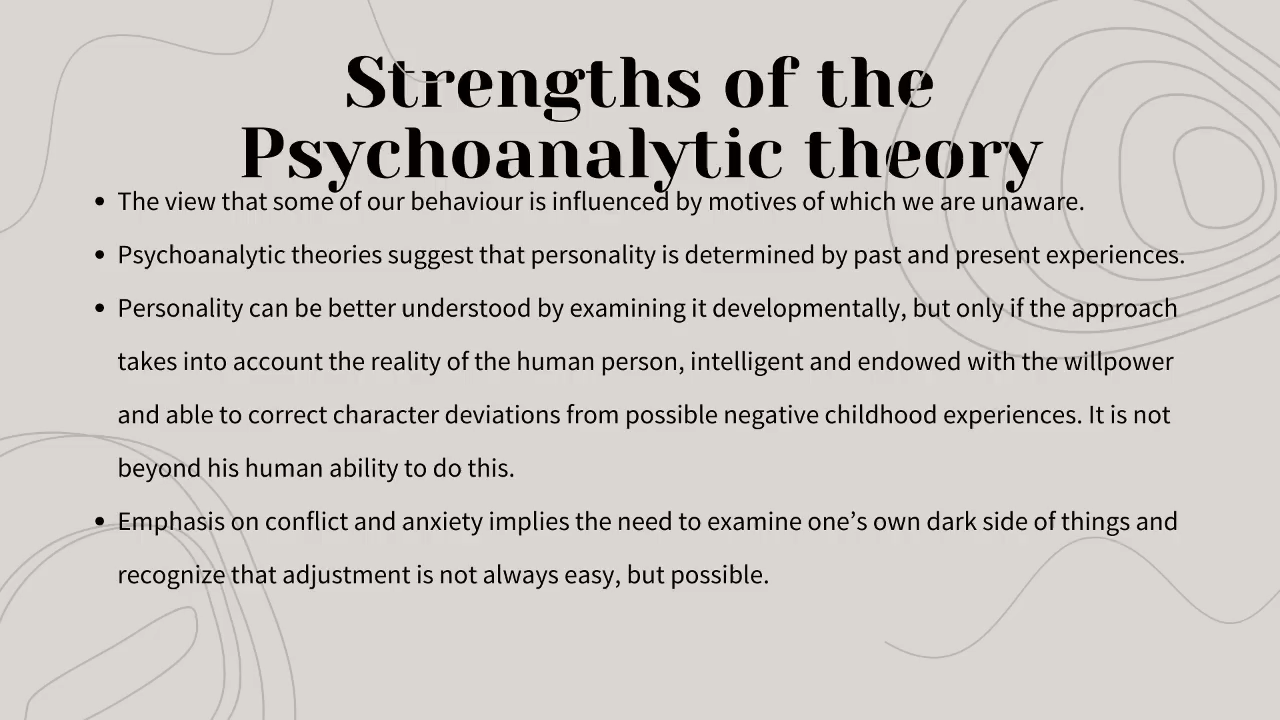 Strengths of the
Psychoanalytic theory
• The view that some of our behaviour is influenced by motives of which we are unaware.
• Psychoanalytic theories suggest that personality is determined by past and present experiences.
• Personality can be better understood by examining it developmentally, but only if the approach
takes into account the reality of the human person, intelligent and endowed with the willpower
and able to correct character deviations from possible negative childhood experiences. It is not
beyond his human ability to do this.
• Emphasis on conflict and anxiety implies the need to examine one’s own dark side of things and
recognize that adjustment is not always easy, but possible.